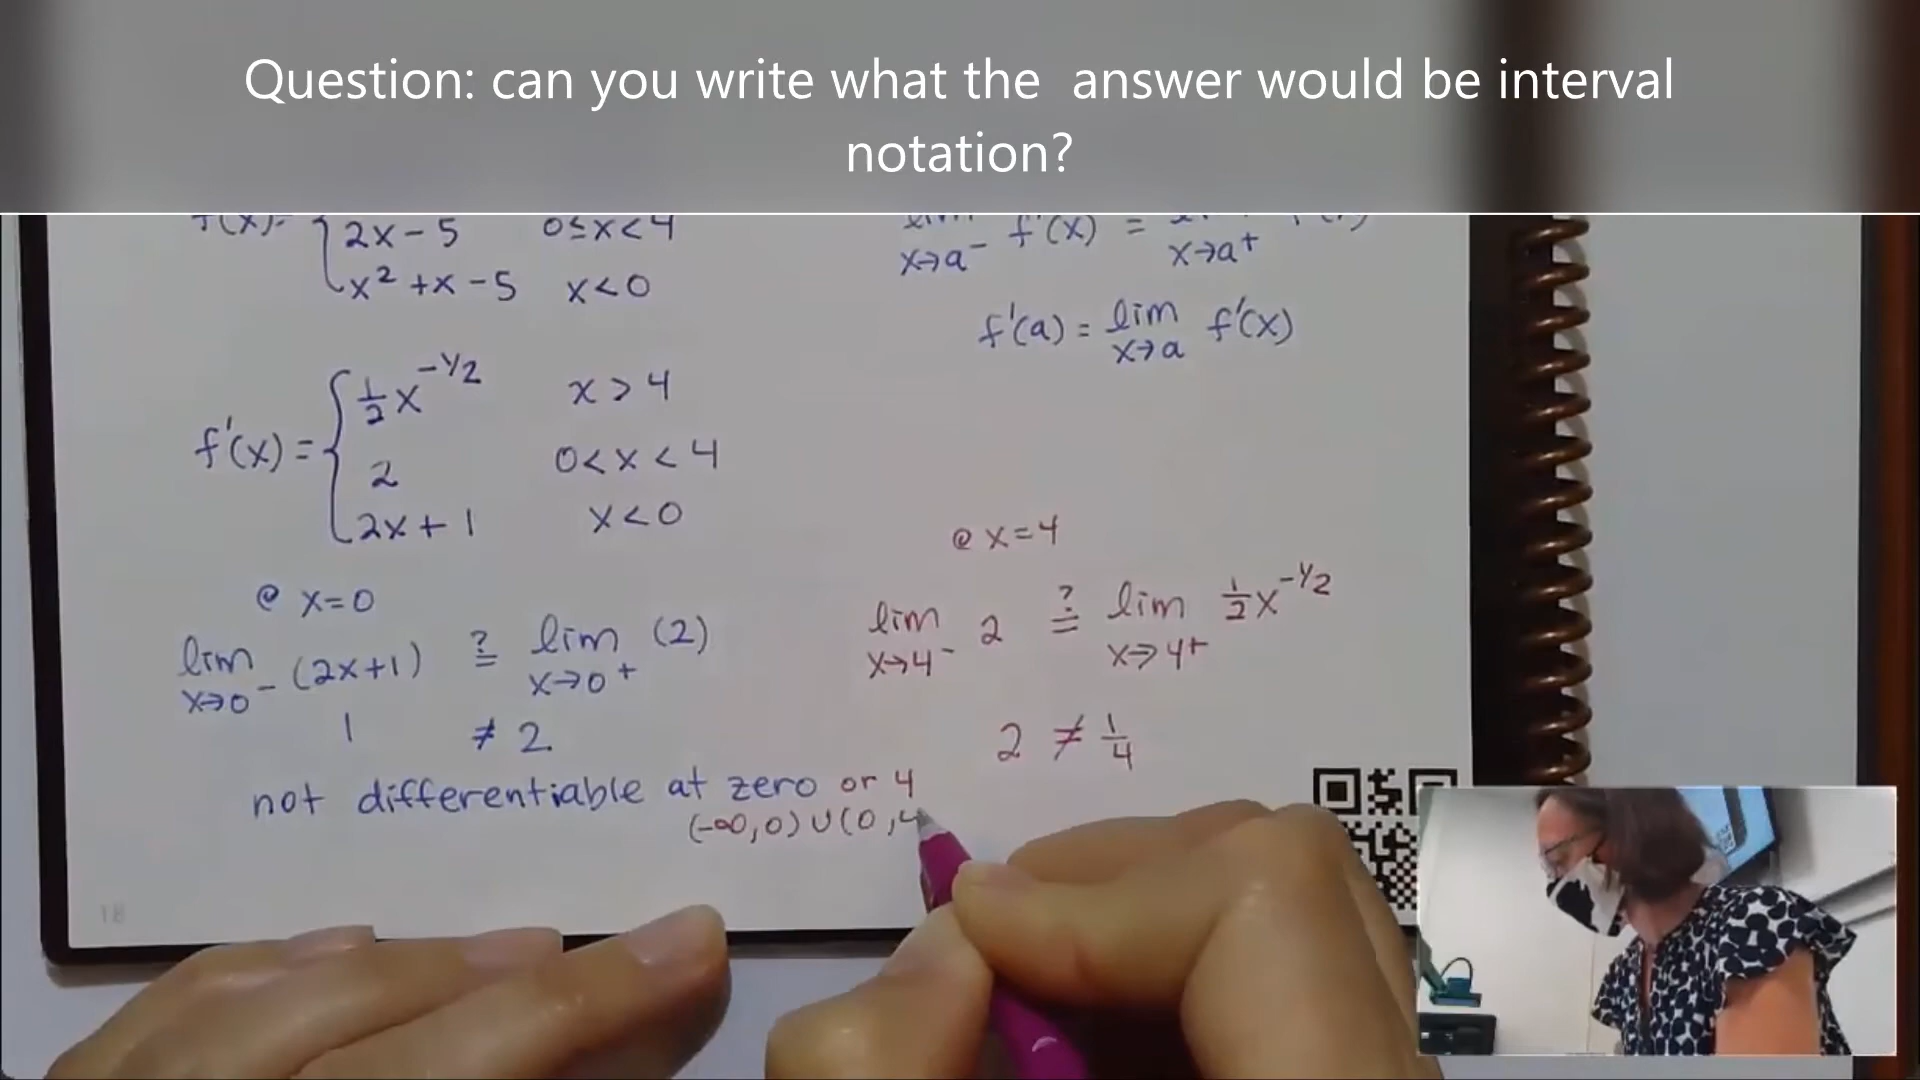 Question: can you write what the answer would be interval
notation?
2x-5 0≤x<4
x²+x-5 x<0
x→a⁻ f'(x) = x→a⁺
f'(a) = lim f'(x)
x→a
f'(x) = { ½x^(-1/2) x>4
2 0<x<4
2x+1 x<0
@ x=0
lim (2x+1) ≟ lim (2)
x→0⁻ x→0⁺
1 ≠ 2
not differentiable at zero or 4
(-∞,0)∪(0,4
@ x=4
lim 2 ≟ lim ½x^(-1/2)
x→4⁻ x→4⁺
2 ≠ ¼
18